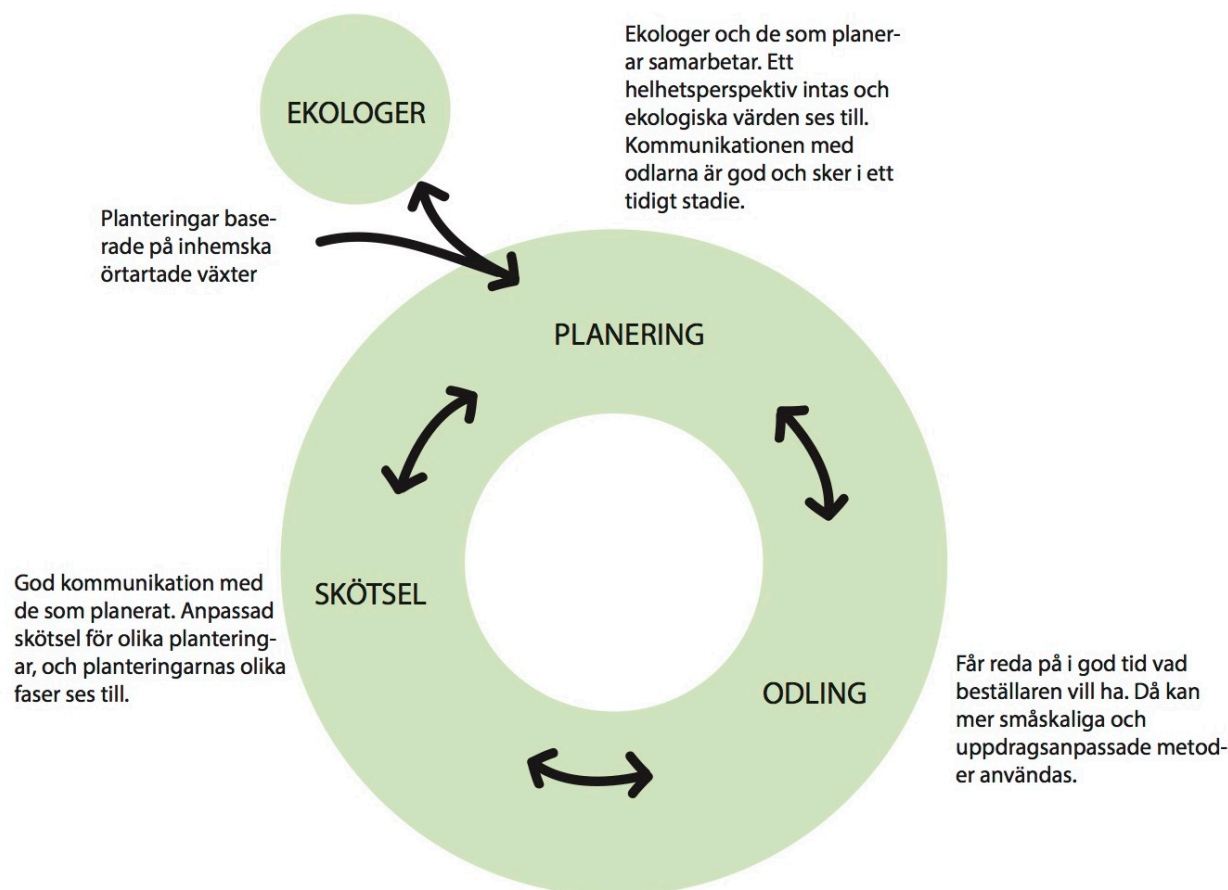 Ekologer och de som planer-
ar samarbetar. Ett
helhetsperspektiv intas och
ekologiska värden ses till.
Kommunikationen med
odlarna är god och sker i ett
tidigt stadie.
EKOLOGER
Planteringar base-
rade på inhemska
örtartade växter
PLANERING
God kommunikation med
de som planerat. Anpassad
skötsel för olika plantering-
ar, och planteringarnas olika
faser ses till.
SKÖTSEL
ODLING
Får reda på i god tid vad
beställaren vill ha. Då kan
mer småskaliga och
uppdragsanpassade metod-
er användas.